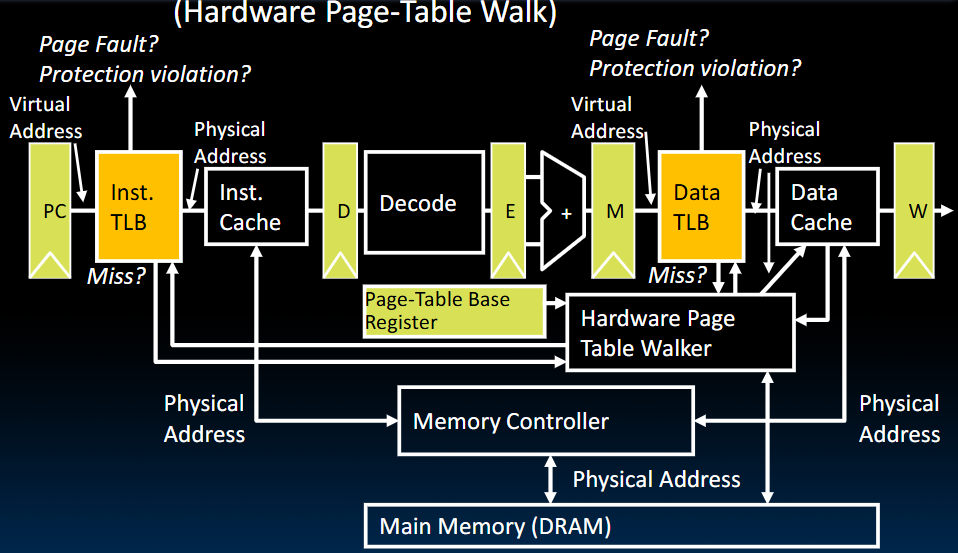 (Hardware Page-Table Walk)
Page Fault?
Protection violation?
Page Fault?
Protection violation?
Virtual
Address
Physical
Address
Virtual
Address
Physical
Address
PC
Inst.
TLB
Inst.
Cache
D
Decode
E
+
M
Data
TLB
Data
Cache
W
Miss?
Miss?
Page-Table Base
Register
Hardware Page
Table Walker
Physical
Address
Memory Controller
Physical
Address
Physical Address
Main Memory (DRAM)